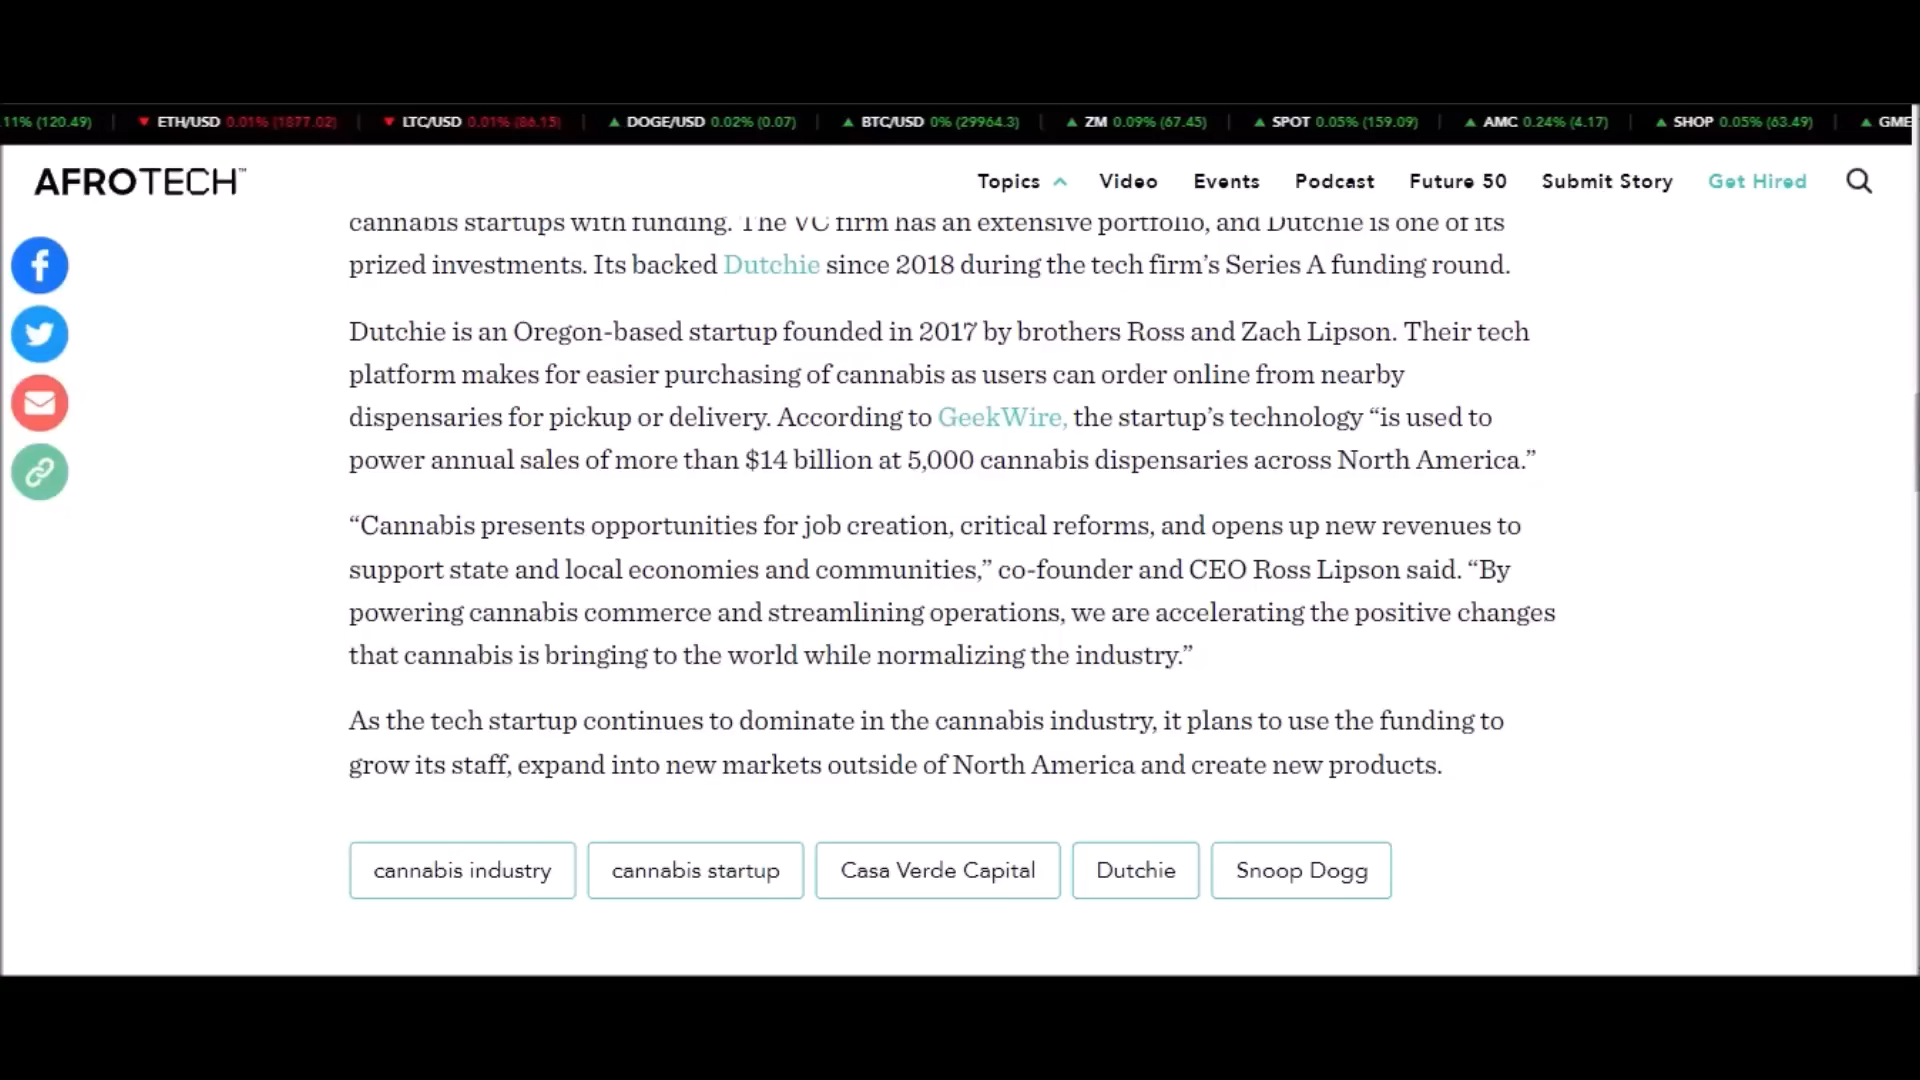 11% (120.49) ▼ ETH/USD 0.01% (1877.02) ▼ LTC/USD 0.01% (86.15) ▲ DOGE/USD 0.02% (0.07) ▲ BTC/USD 0% (29964.3) ▲ ZM 0.09% (67.45) ▲ SPOT 0.05% (159.09) ▲ AMC 0.24% (4.17) ▲ SHOP 0.05% (63.49) ▲ GME
AFROTECH™ Topics Video Events Podcast Future 50 Submit Story Get Hired
cannabis startups with funding. The VC firm has an extensive portfolio, and Dutchie is one of its
prized investments. Its backed Dutchie since 2018 during the tech firm’s Series A funding round.
Dutchie is an Oregon-based startup founded in 2017 by brothers Ross and Zach Lipson. Their tech
platform makes for easier purchasing of cannabis as users can order online from nearby
dispensaries for pickup or delivery. According to GeekWire, the startup’s technology “is used to
power annual sales of more than $14 billion at 5,000 cannabis dispensaries across North America.”
“Cannabis presents opportunities for job creation, critical reforms, and opens up new revenues to
support state and local economies and communities,” co-founder and CEO Ross Lipson said. “By
powering cannabis commerce and streamlining operations, we are accelerating the positive changes
that cannabis is bringing to the world while normalizing the industry.”
As the tech startup continues to dominate in the cannabis industry, it plans to use the funding to
grow its staff, expand into new markets outside of North America and create new products.
cannabis industry cannabis startup Casa Verde Capital Dutchie Snoop Dogg